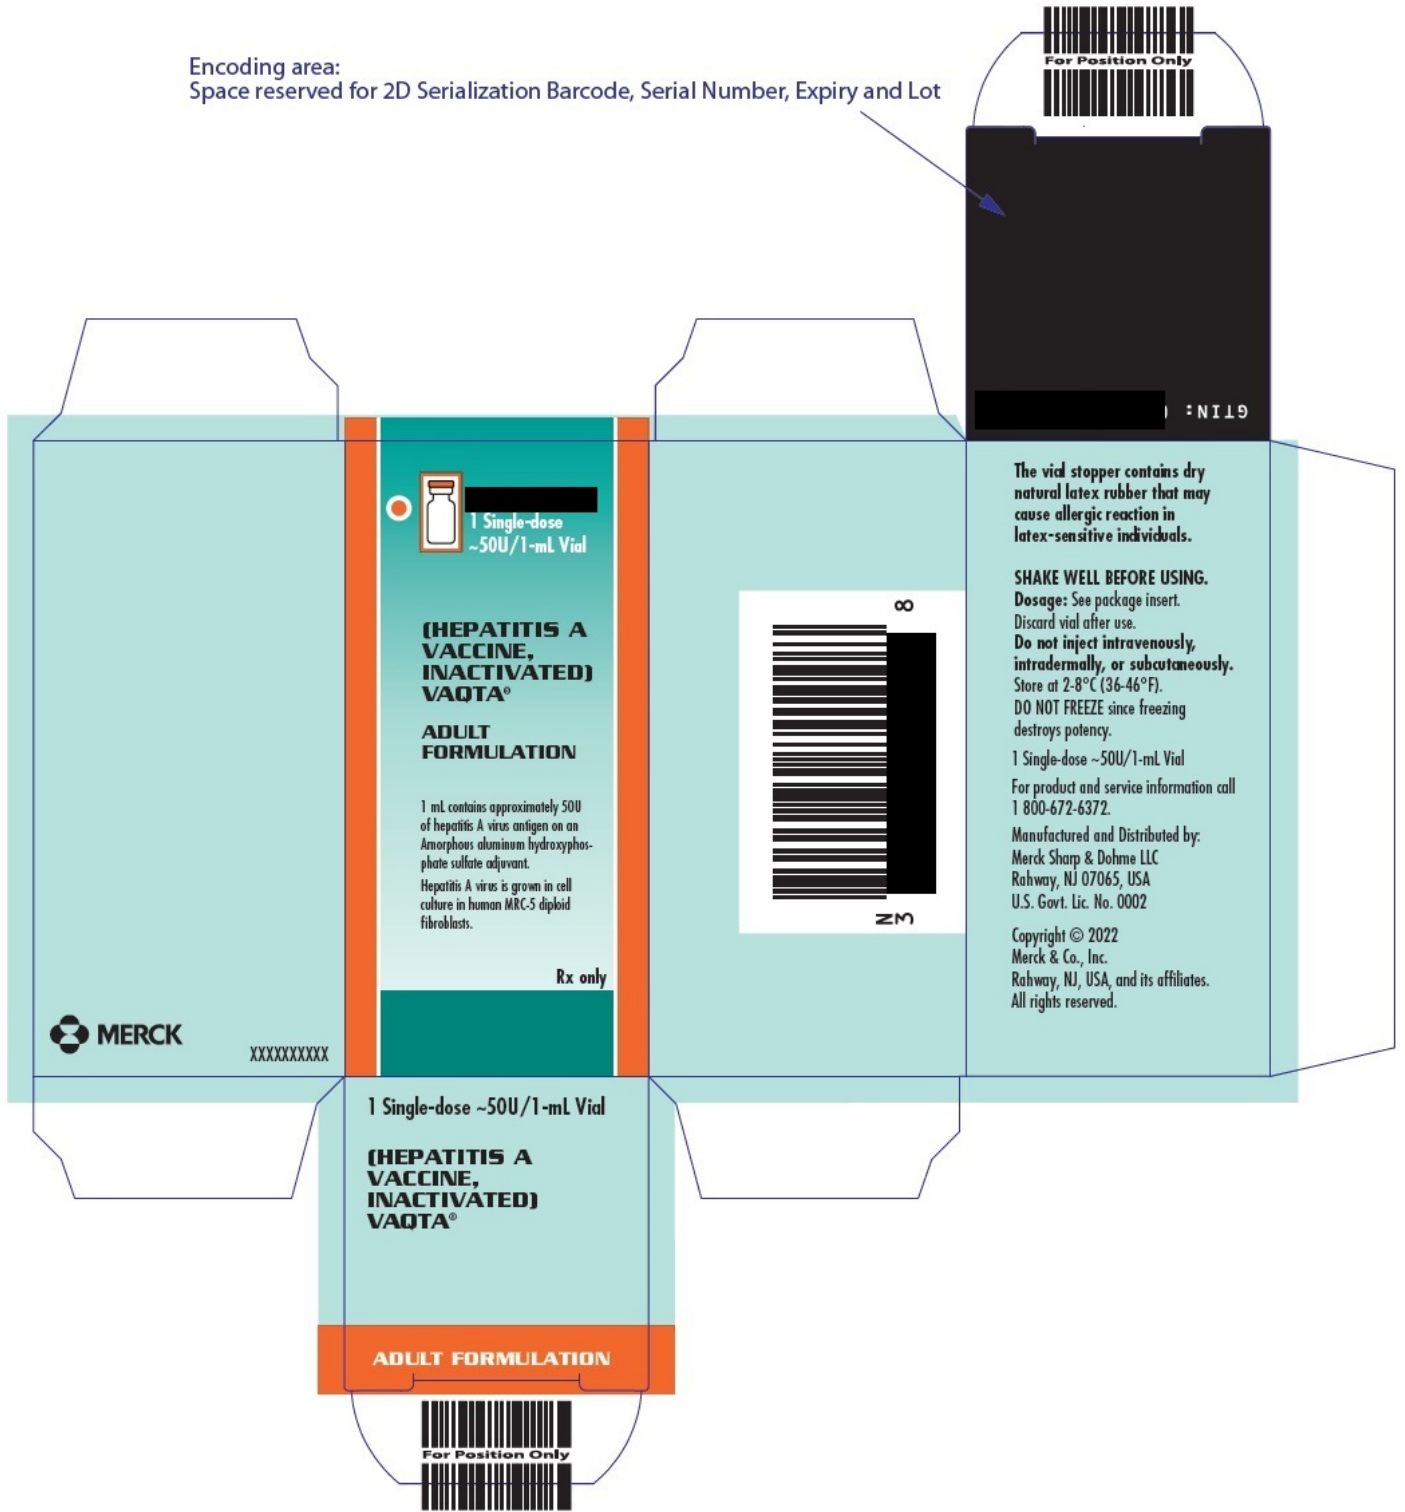 Encoding area:
Space reserved for 2D Serialization Barcode, Serial Number, Expiry and Lot
For Position Only
GTIN:
1 Single-dose
~50U/1-mL Vial
(HEPATITIS A
VACCINE,
INACTIVATED)
VAQTA®
ADULT
FORMULATION
1 mL contains approximately 50U
of hepatitis A virus antigen on an
Amorphous aluminum hydroxyphos-
phate sulfate adjuvant.
Hepatitis A virus is grown in cell
culture in human MRC-5 diploid
fibroblasts.
Rx only
MERCK
XXXXXXXXXX
8
N
3
The vial stopper contains dry
natural latex rubber that may
cause allergic reaction in
latex-sensitive individuals.
SHAKE WELL BEFORE USING.
Dosage: See package insert.
Discard vial after use.
Do not inject intravenously,
intradermally, or subcutaneously.
Store at 2-8°C (36-46°F).
DO NOT FREEZE since freezing
destroys potency.
1 Single-dose ~50U/1-mL Vial
For product and service information call
1 800-672-6372.
Manufactured and Distributed by:
Merck Sharp & Dohme LLC
Rahway, NJ 07065, USA
U.S. Govt. Lic. No. 0002
Copyright © 2022
Merck & Co., Inc.
Rahway, NJ, USA, and its affiliates.
All rights reserved.
1 Single-dose ~50U/1-mL Vial
(HEPATITIS A
VACCINE,
INACTIVATED)
VAQTA®
ADULT FORMULATION
For Position Only